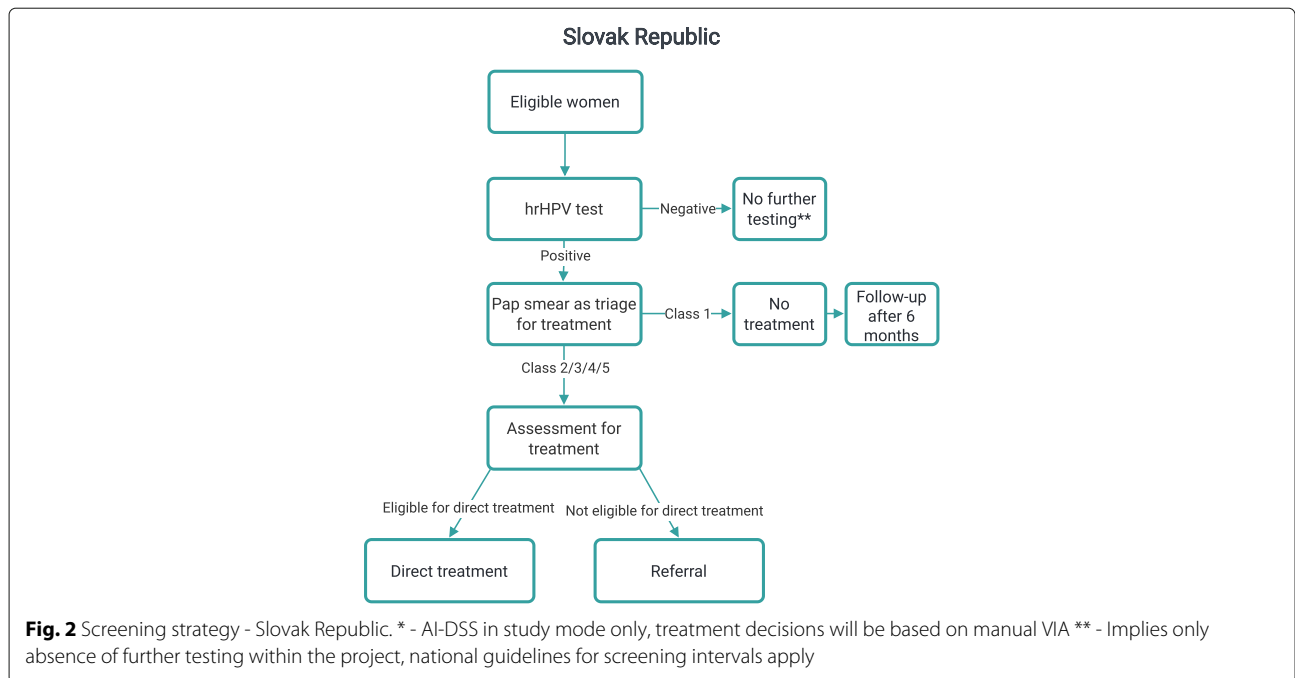 Slovak Republic
Eligible women
hrHPV test
Negative
No further
testing**
Positive
Pap smear as triage
for treatment
Class 1
No
treatment
Follow-up
after 6
months
Class 2/3/4/5
Assessment for
treatment
Eligible for direct treatment
Not eligible for direct treatment
Direct treatment
Referral
Fig. 2 Screening strategy - Slovak Republic. * - AI-DSS in study mode only, treatment decisions will be based on manual VIA ** - Implies only
absence of further testing within the project, national guidelines for screening intervals apply